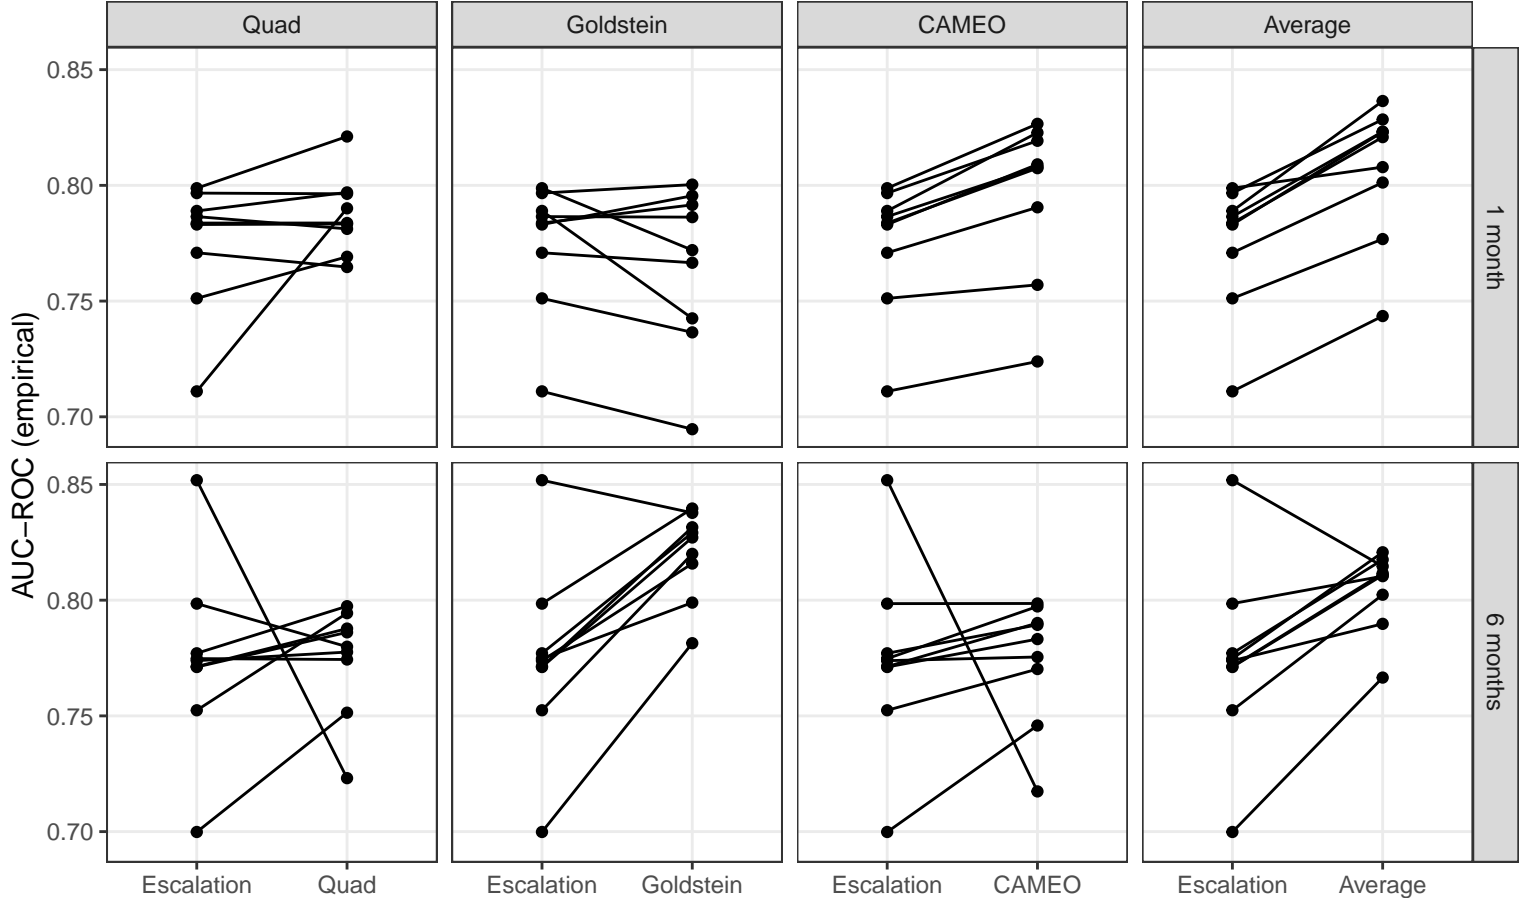 Quad Goldstein CAMEO Average
0.85
0.80
0.75
0.70
1 month
AUC−ROC (empirical)
0.85
0.80
0.75
0.70
6 months
Escalation Quad Escalation Goldstein Escalation CAMEO Escalation Average